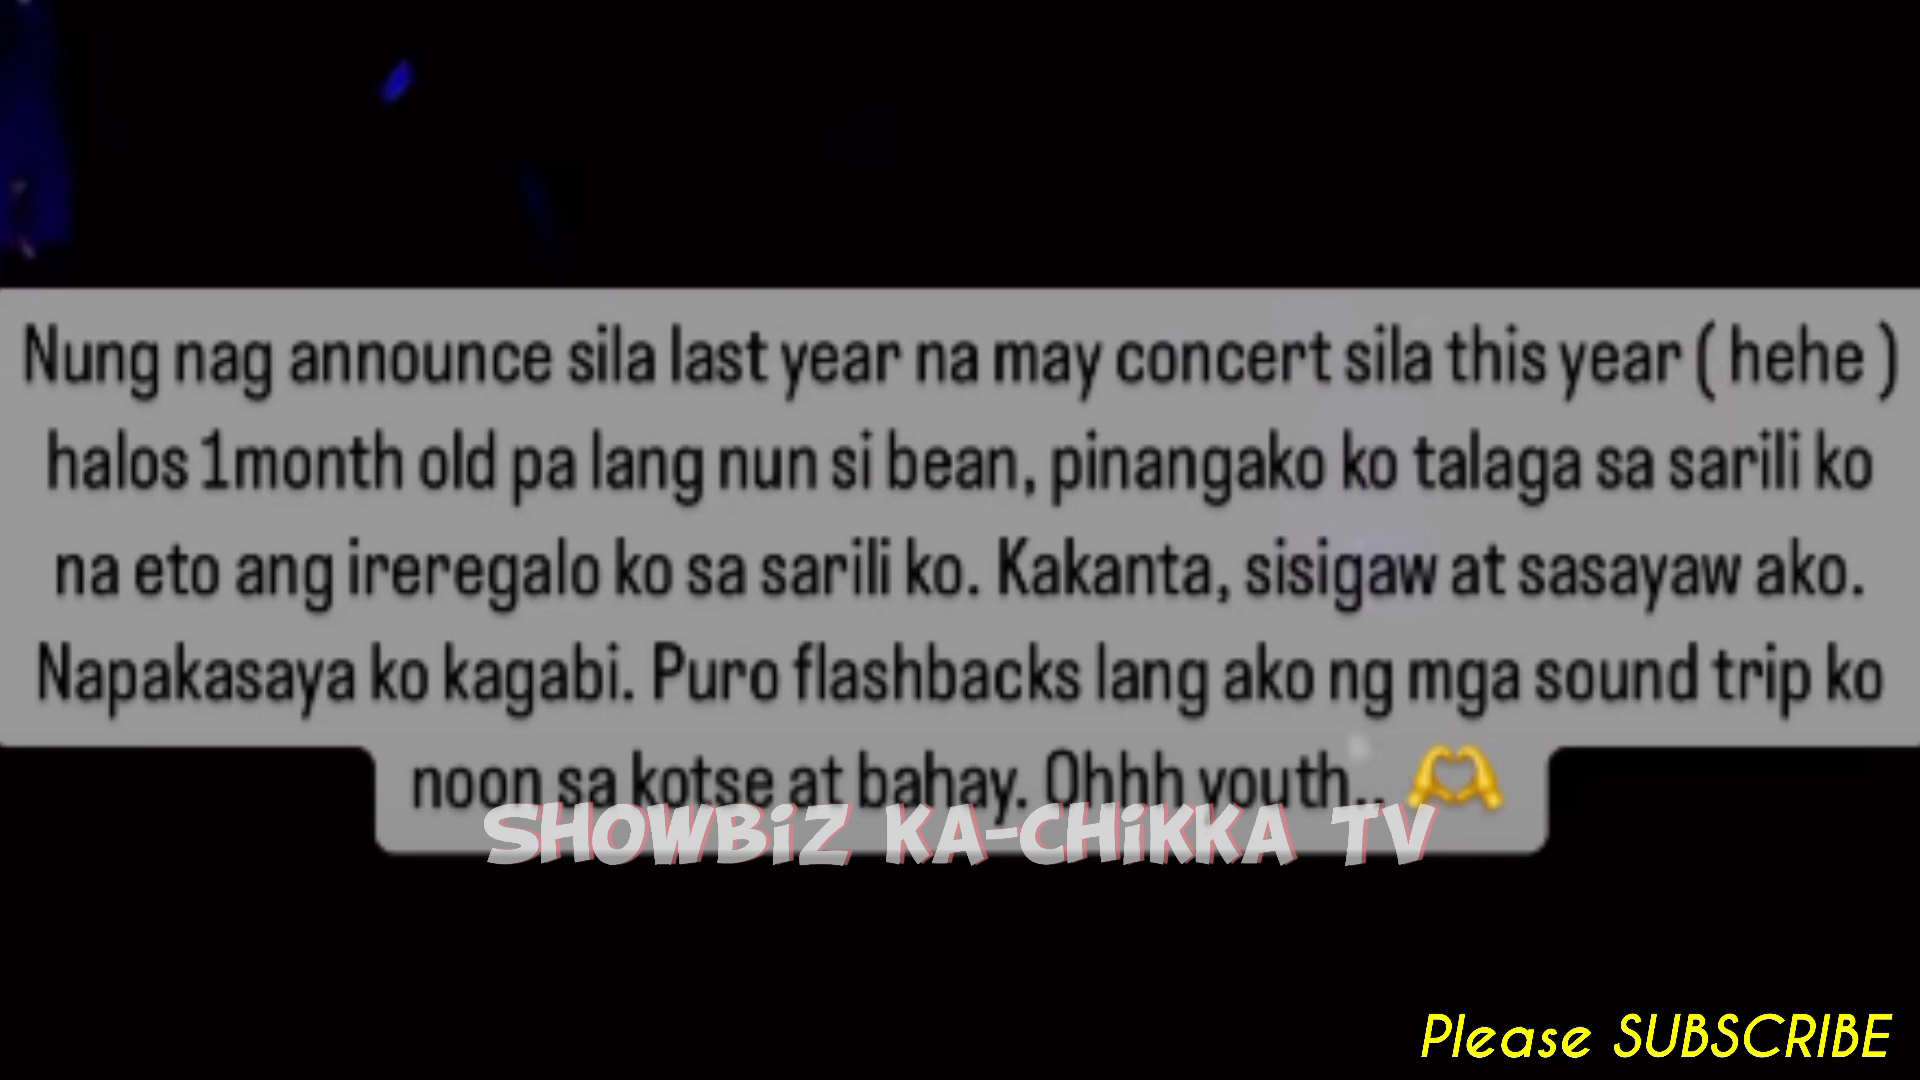 Nung nag announce sila last year na may concert sila this year ( hehe )
halos 1month old pa lang nun si bean, pinangako ko talaga sa sarili ko
na eto ang ireregalo ko sa sarili ko. Kakanta, sisigaw at sasayaw ako.
Napakasaya ko kagabi. Puro flashbacks lang ako ng mga sound trip ko
noon sa kotse at bahay. Ohhh youth.. 🫶
SHOWBiZ KA-CHiKKA TV
Please SUBSCRIBE